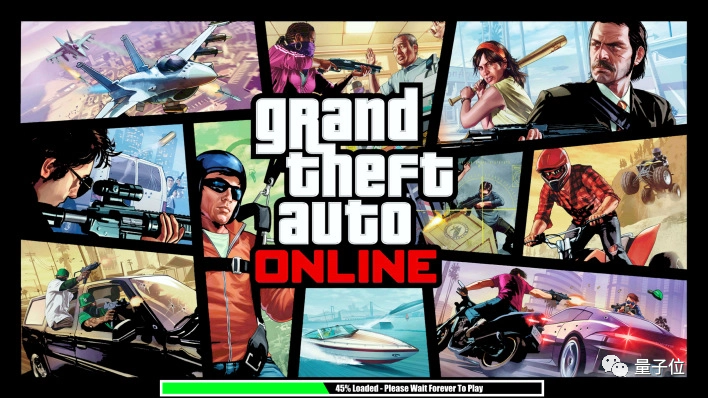 grand
theft
auto
ONLINE
45% Loaded - Please Wait Forever To Play
量子位